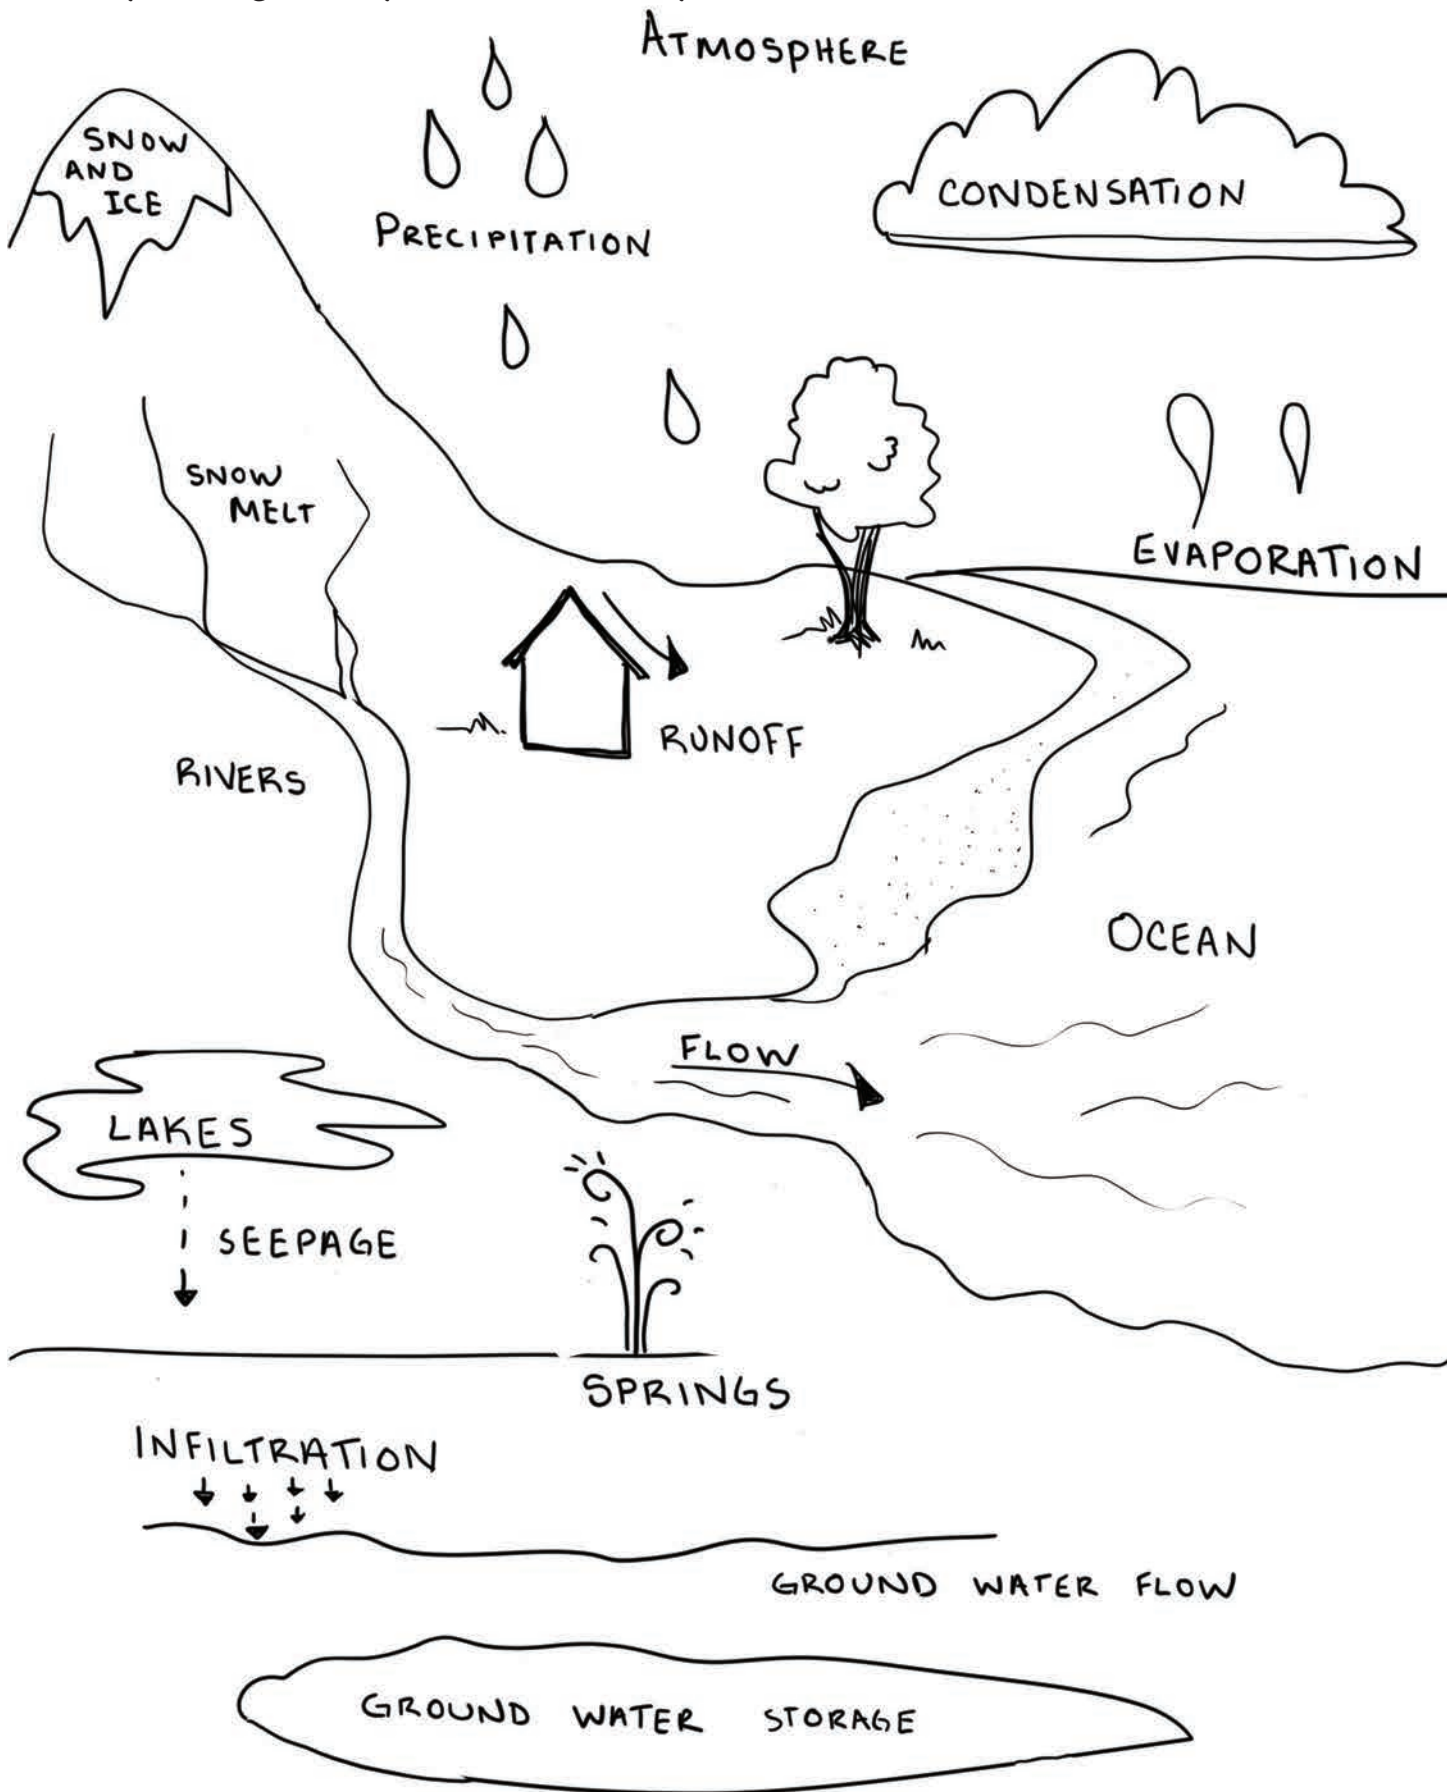 ATMOSPHERE
SNOW
AND
ICE
PRECIPITATION
CONDENSATION
SNOW
MELT
EVAPORATION
RUNOFF
RIVERS
OCEAN
FLOW
LAKES
SEEPAGE
SPRINGS
INFILTRATION
GROUND WATER FLOW
GROUND WATER STORAGE